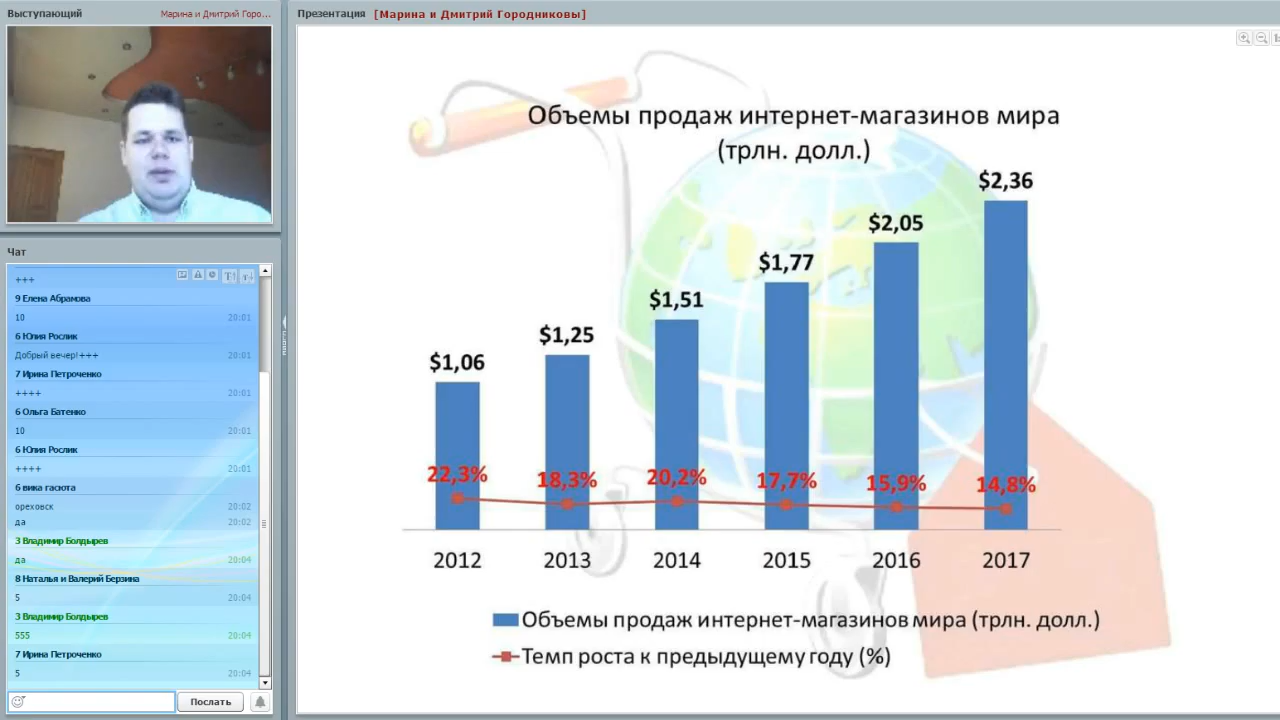 Выступающий
Марина и Дмитрий Горо...
Чат
+++
9 Елена Абрамова
10 20:01
6 Юлия Рослик
Добрый вечер!+++ 20:01
7 Ирина Петроченко
++++ 20:01
6 Ольга Батенко
10 20:01
6 Юлия Рослик
++++ 20:01
6 вика гасюта
ореховск 20:02
да 20:02
3 Владимир Болдырев
да 20:04
8 Наталья и Валерий Берзина
5 20:04
3 Владимир Болдырев
555 20:04
7 Ирина Петроченко
5 20:04
Послать
Презентация [Марина и Дмитрий Городниковы]
Объемы продаж интернет-магазинов мира
(трлн. долл.)
$1,06
$1,25
$1,51
$1,77
$2,05
$2,36
22,3%
18,3%
20,2%
17,7%
15,9%
14,8%
2012 2013 2014 2015 2016 2017
Объемы продаж интернет-магазинов мира (трлн. долл.)
Темп роста к предыдущему году (%)